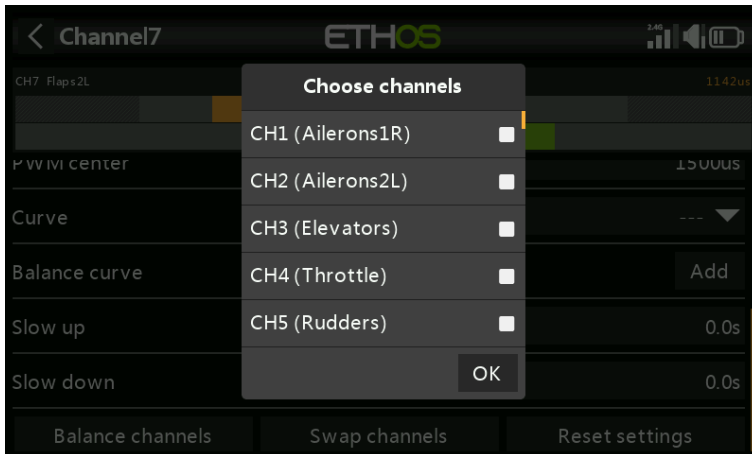 Channel7
ETHOS
2.4G
CH7 Flaps2L
1142us
Choose channels
CH1 (Ailerons1R)
CH2 (Ailerons2L)
CH3 (Elevators)
CH4 (Throttle)
CH5 (Rudders)
OK
PWM center 1500us
Curve ---
Balance curve Add
Slow up 0.0s
Slow down 0.0s
Balance channels Swap channels Reset settings